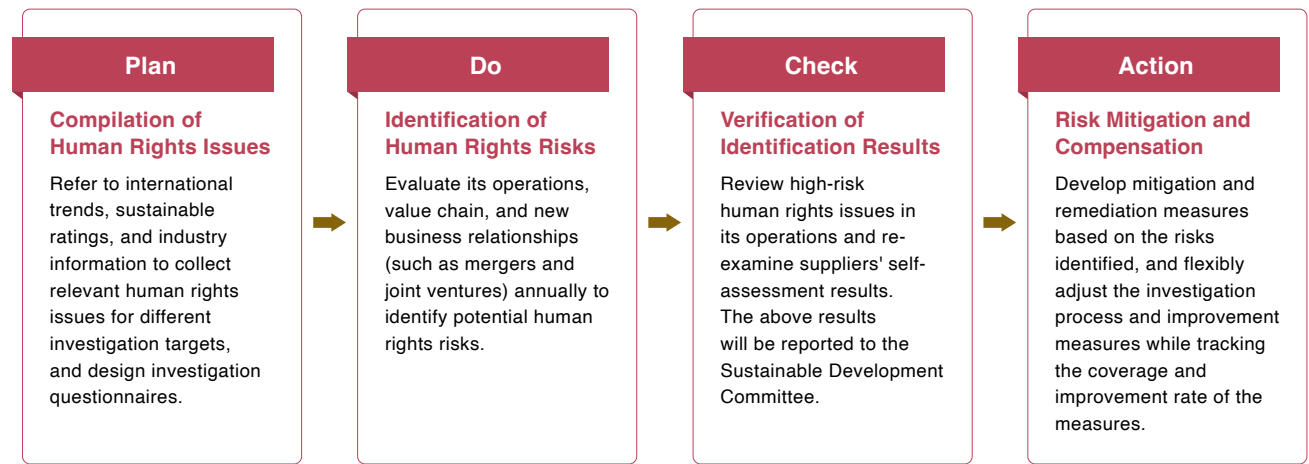 Plan
Compilation of
Human Rights Issues
Refer to international
trends, sustainable
ratings, and industry
information to collect
relevant human rights
issues for different
investigation targets,
and design investigation
questionnaires.
Do
Identification of
Human Rights Risks
Evaluate its operations,
value chain, and new
business relationships
(such as mergers and
joint ventures) annually to
identify potential human
rights risks.
Check
Verification of
Identification Results
Review high-risk
human rights issues in
its operations and re-
examine suppliers' self-
assessment results.
The above results
will be reported to the
Sustainable Development
Committee.
Action
Risk Mitigation and
Compensation
Develop mitigation and
remediation measures
based on the risks
identified, and flexibly
adjust the investigation
process and improvement
measures while tracking
the coverage and
improvement rate of the
measures.